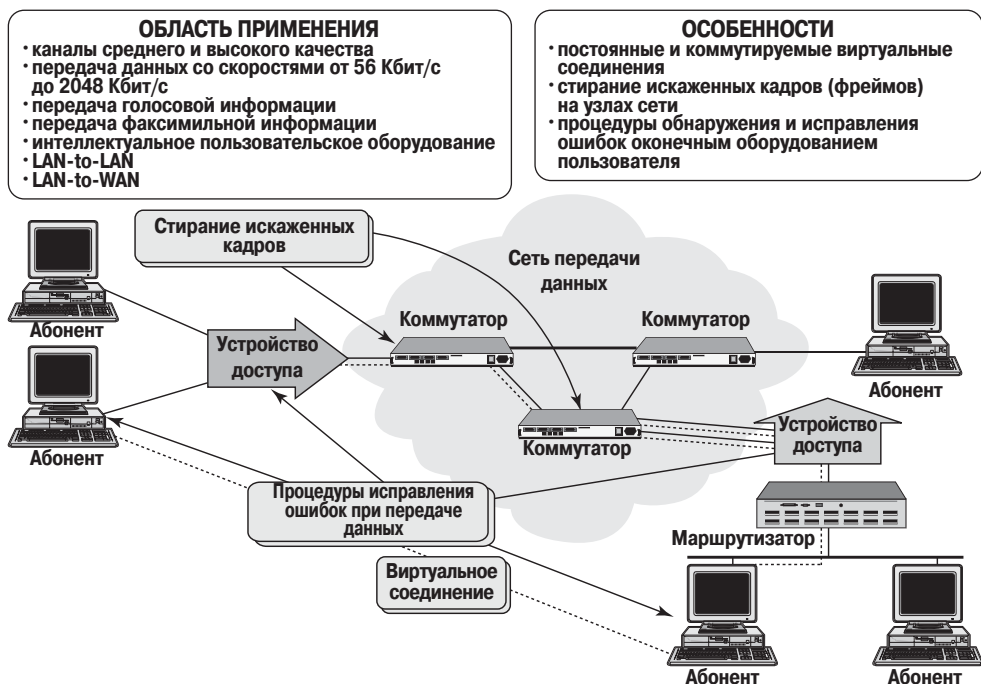 ОБЛАСТЬ ПРИМЕНЕНИЯ
· каналы среднего и высокого качества
· передача данных со скоростями от 56 Кбит/с
до 2048 Кбит/с
· передача голосовой информации
· передача факсимильной информации
· интеллектуальное пользовательское оборудование
· LAN-to-LAN
· LAN-to-WAN
ОСОБЕННОСТИ
· постоянные и коммутируемые виртуальные
соединения
· стирание искаженных кадров (фреймов)
на узлах сети
· процедуры обнаружения и исправления
ошибок оконечным оборудованием
пользователя
Стирание искаженных
кадров
Сеть передачи
данных
Абонент
Коммутатор
Коммутатор
Устройство
доступа
Абонент
Абонент
Коммутатор
Устройство
доступа
Процедуры исправления
ошибок при передаче
данных
Маршрутизатор
Виртуальное
соединение
Абонент
Абонент